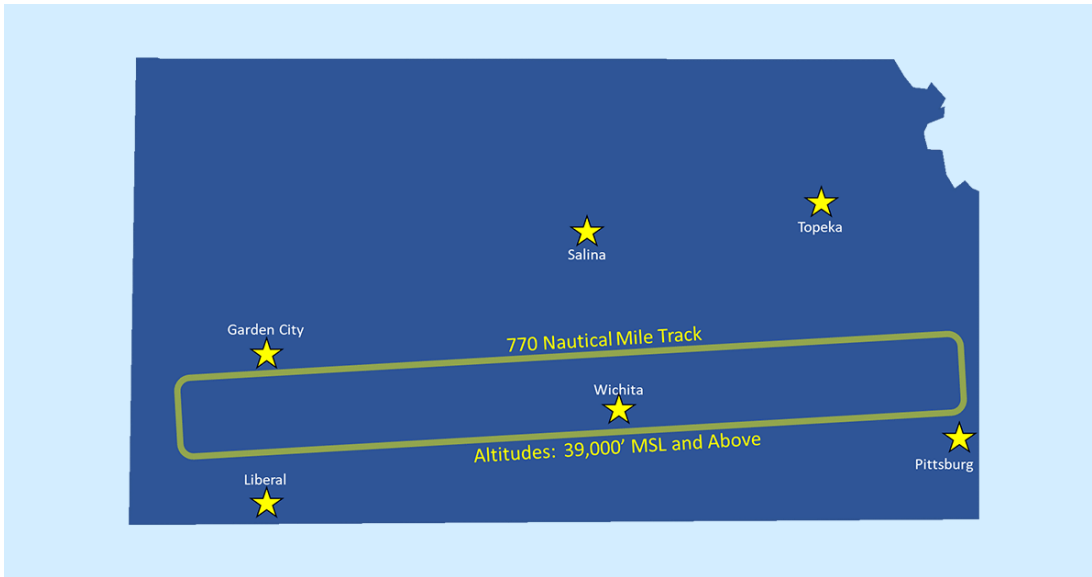 Topeka
Salina
Garden City
770 Nautical Mile Track
Wichita
Altitudes:  39,000' MSL and Above
Pittsburg
Liberal